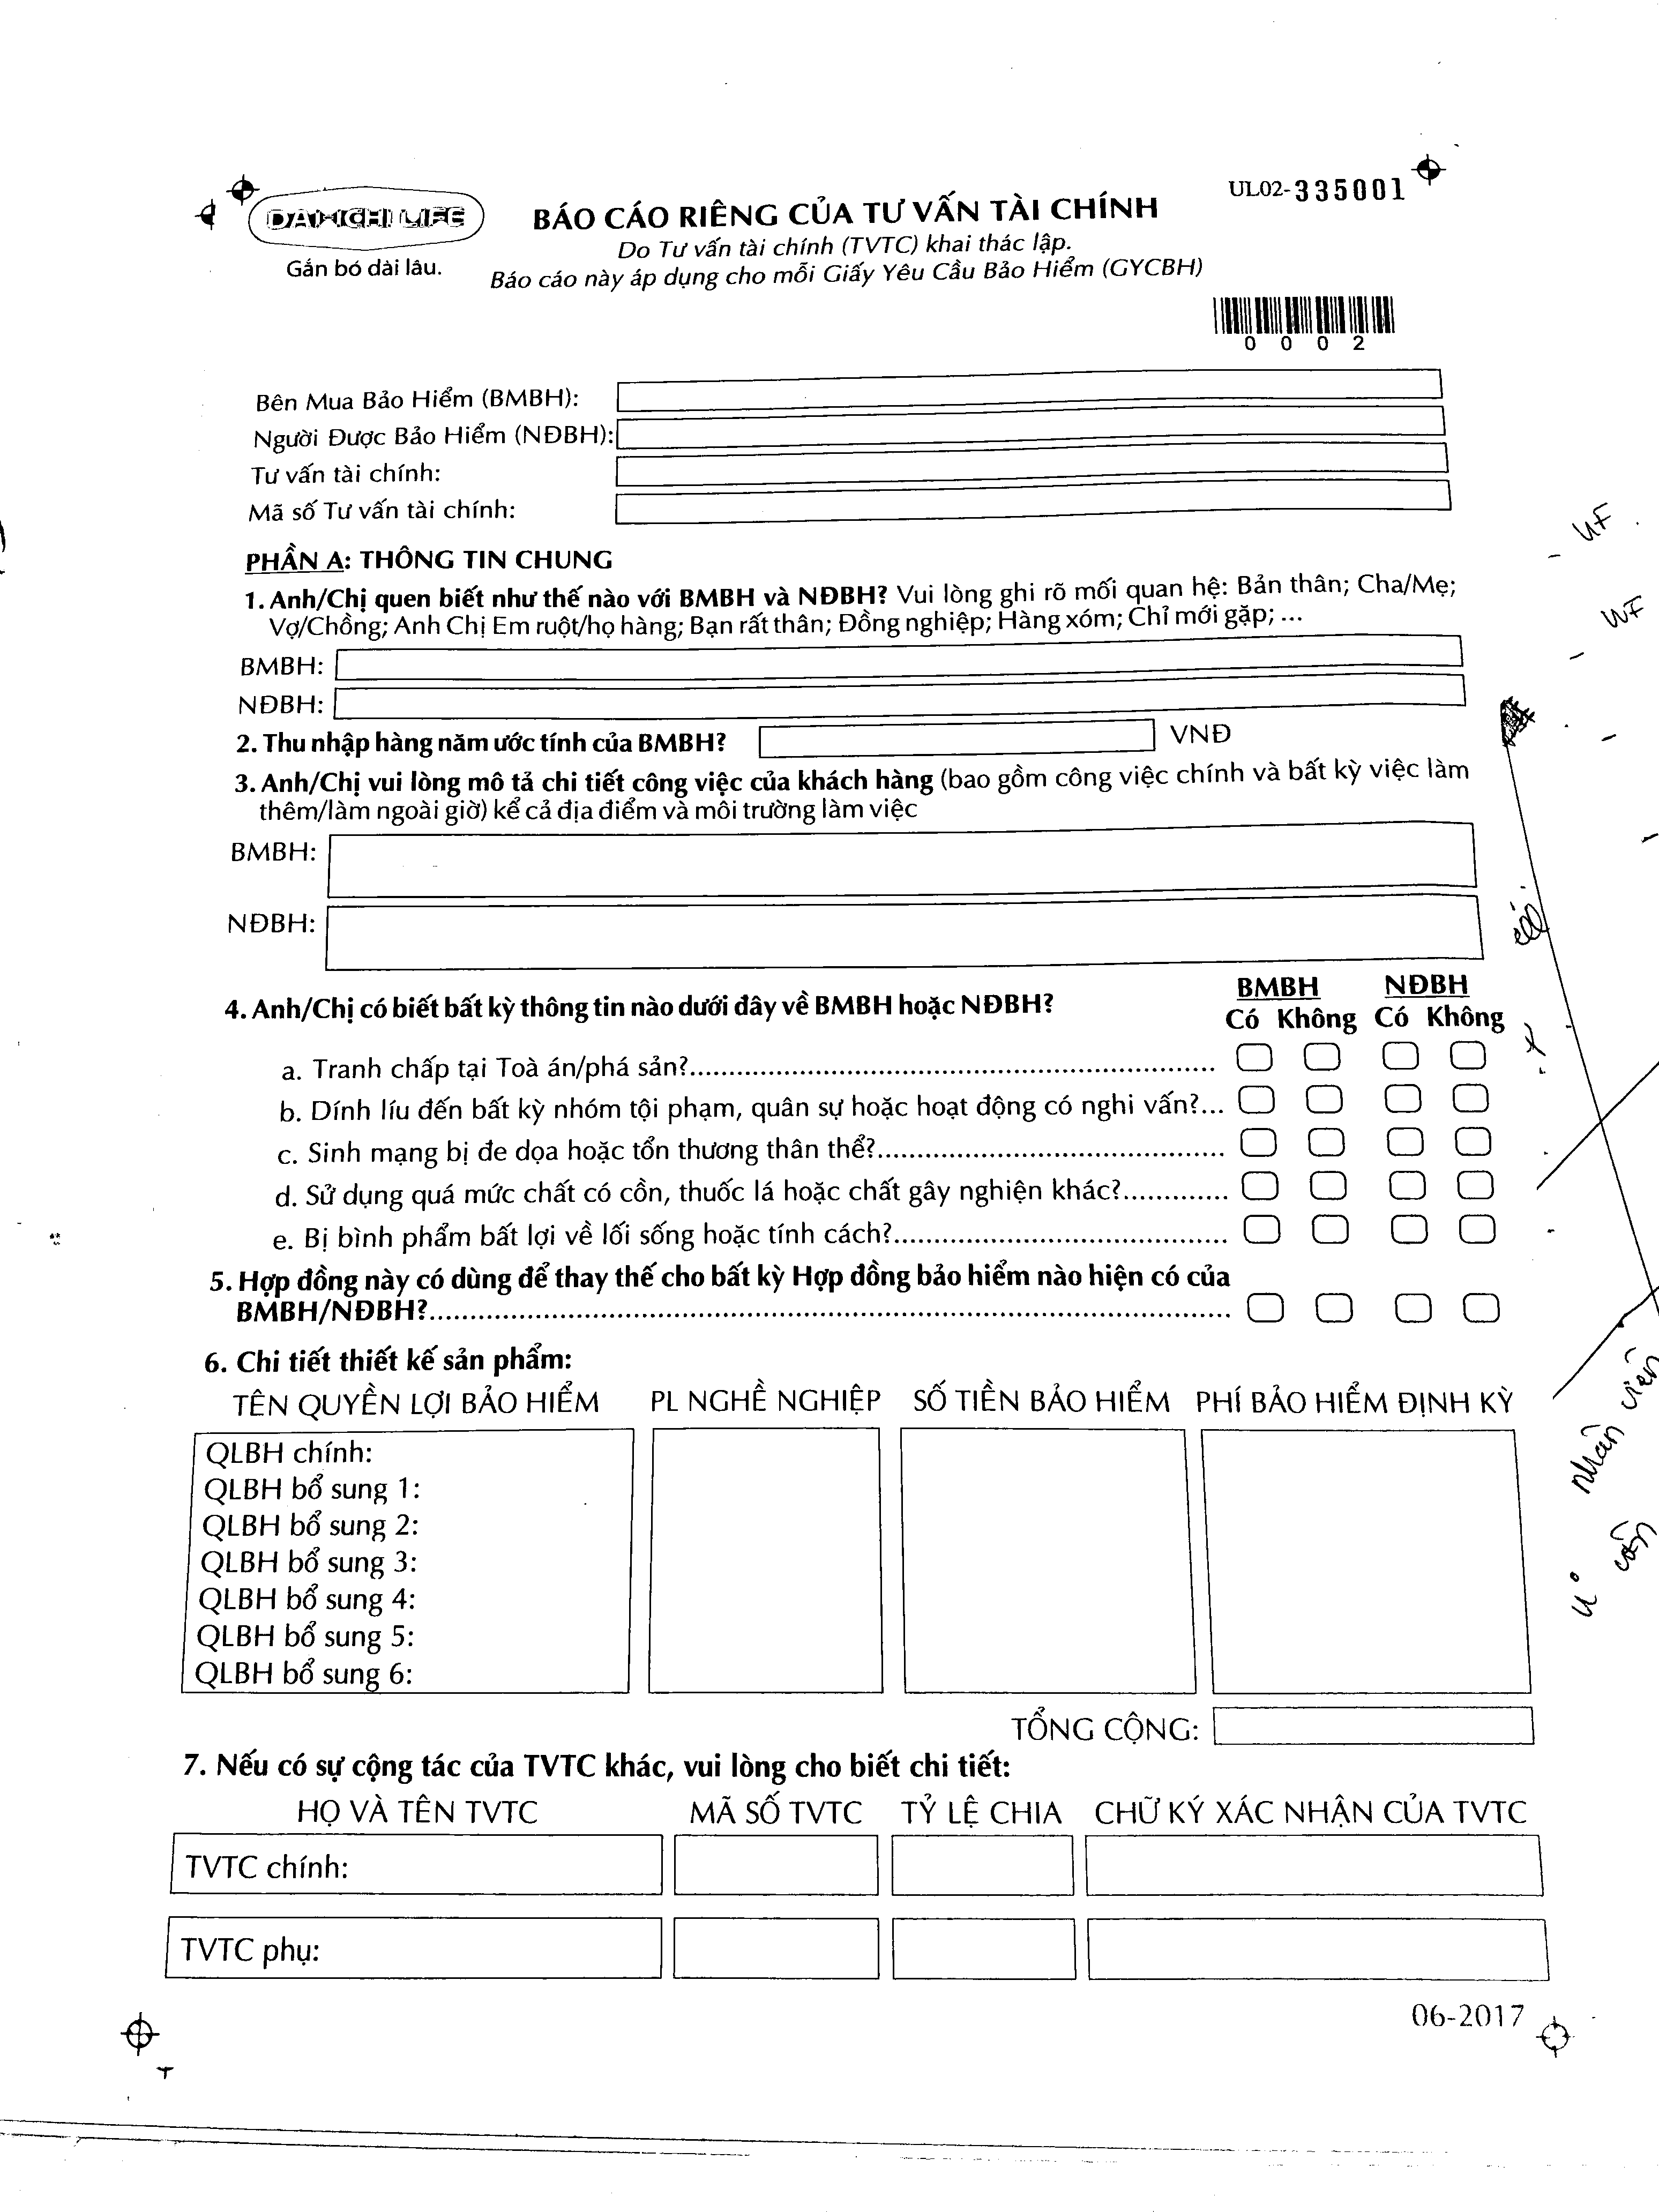 DAI-ICHI LIFE
Gắn bó dài lâu.
BÁO CÁO RIÊNG CỦA TƯ VẤN TÀI CHÍNH
Do Tư vấn tài chính (TVTC) khai thác lập.
Báo cáo này áp dụng cho mỗi Giấy Yêu Cầu Bảo Hiểm (GYCBH)
UL02-335001
0 0 0 2
Bên Mua Bảo Hiểm (BMBH):
Người Được Bảo Hiểm (NĐBH):
Tư vấn tài chính:
Mã số Tư vấn tài chính:
PHẦN A: THÔNG TIN CHUNG
1. Anh/Chị quen biết như thế nào với BMBH và NĐBH? Vui lòng ghi rõ mối quan hệ: Bản thân; Cha/Mẹ;
Vợ/Chồng; Anh Chị Em ruột/họ hàng; Bạn rất thân; Đồng nghiệp; Hàng xóm; Chỉ mới gặp; ...
BMBH:
NĐBH:
2. Thu nhập hàng năm ước tính của BMBH? VNĐ
3. Anh/Chị vui lòng mô tả chi tiết công việc của khách hàng (bao gồm công việc chính và bất kỳ việc làm
thêm/làm ngoài giờ) kể cả địa điểm và môi trường làm việc
BMBH:
NĐBH:
BMBH NĐBH
4. Anh/Chị có biết bất kỳ thông tin nào dưới đây về BMBH hoặc NĐBH? Có Không Có Không
a. Tranh chấp tại Toà án/phá sản?
b. Dính líu đến bất kỳ nhóm tội phạm, quân sự hoặc hoạt động có nghi vấn?...
c. Sinh mạng bị đe dọa hoặc tổn thương thân thể?
d. Sử dụng quá mức chất có cồn, thuốc lá hoặc chất gây nghiện khác?
e. Bị bình phẩm bất lợi về lối sống hoặc tính cách?
5. Hợp đồng này có dùng để thay thế cho bất kỳ Hợp đồng bảo hiểm nào hiện có của
BMBH/NĐBH?
6. Chi tiết thiết kế sản phẩm:
TÊN QUYỀN LỢI BẢO HIỂM PL NGHỀ NGHIỆP SỐ TIỀN BẢO HIỂM PHÍ BẢO HIỂM ĐỊNH KỲ
QLBH chính:
QLBH bổ sung 1:
QLBH bổ sung 2:
QLBH bổ sung 3:
QLBH bổ sung 4:
QLBH bổ sung 5:
QLBH bổ sung 6:
TỔNG CỘNG:
7. Nếu có sự cộng tác của TVTC khác, vui lòng cho biết chi tiết:
HỌ VÀ TÊN TVTC MÃ SỐ TVTC TỶ LỆ CHIA CHỮ KÝ XÁC NHẬN CỦA TVTC
TVTC chính:
TVTC phụ:
06-2017
nhân viên